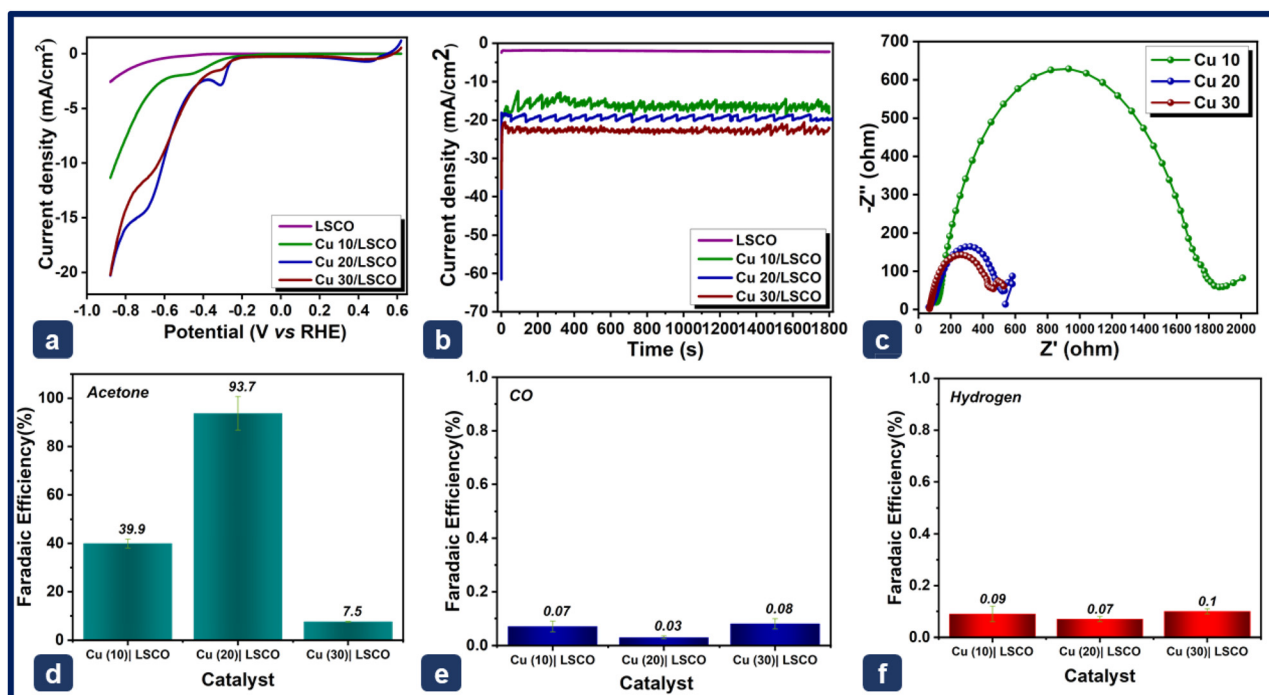 Current density (mA/cm²)
0
-5
-10
-15
-20
-1.0 -0.8 -0.6 -0.4 -0.2 0.0 0.2 0.4 0.6
Potential (V vs RHE)
LSCO
Cu 10/LSCO
Cu 20/LSCO
Cu 30/LSCO
a
Current density (mA/cm²)
0
-10
-20
-30
-40
-50
-60
-70
0 200 400 600 800 1000 1200 1400 1600 1800
Time (s)
LSCO
Cu 10/LSCO
Cu 20/LSCO
Cu 30/LSCO
b
-Z'' (ohm)
700
600
500
400
300
200
100
0
0 200 400 600 800 1000 1200 1400 1600 1800 2000
Z' (ohm)
Cu 10
Cu 20
Cu 30
c
Faradaic Efficiency(%)
100
80
60
40
20
0
Acetone
39.9
93.7
7.5
Cu (10)| LSCO Cu (20)| LSCO Cu (30)| LSCO
Catalyst
d
Faradaic Efficiency(%)
1.0
0.8
0.6
0.4
0.2
0.0
CO
0.07
0.03
0.08
Cu (10)| LSCO Cu (20)| LSCO Cu (30)| LSCO
Catalyst
e
Faradaic Efficiency(%)
1.0
0.8
0.6
0.4
0.2
0.0
Hydrogen
0.09
0.07
0.1
Cu (10)| LSCO Cu (20)| LSCO Cu (30)| LSCO
Catalyst
f